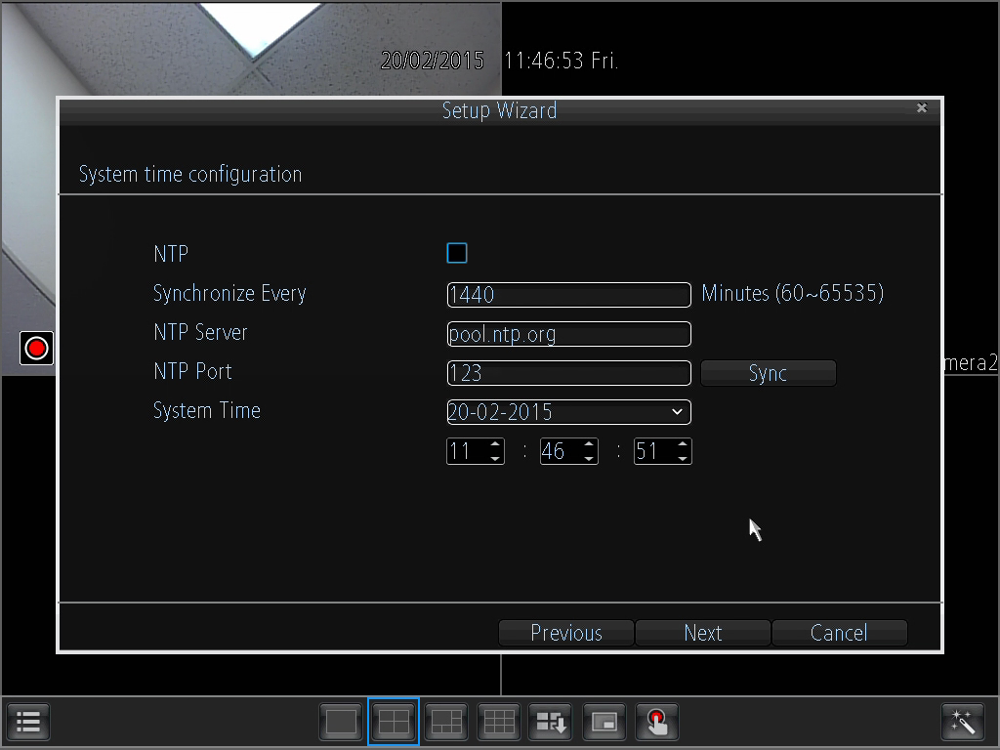 20/02/2015 11:46:53 Fri.
Setup Wizard
System time configuration
NTP
Synchronize Every 1440 Minutes (60~65535)
NTP Server pool.ntp.org
NTP Port 123 Sync
mera2
System Time 20-02-2015
11 : 46 : 51
Previous Next Cancel